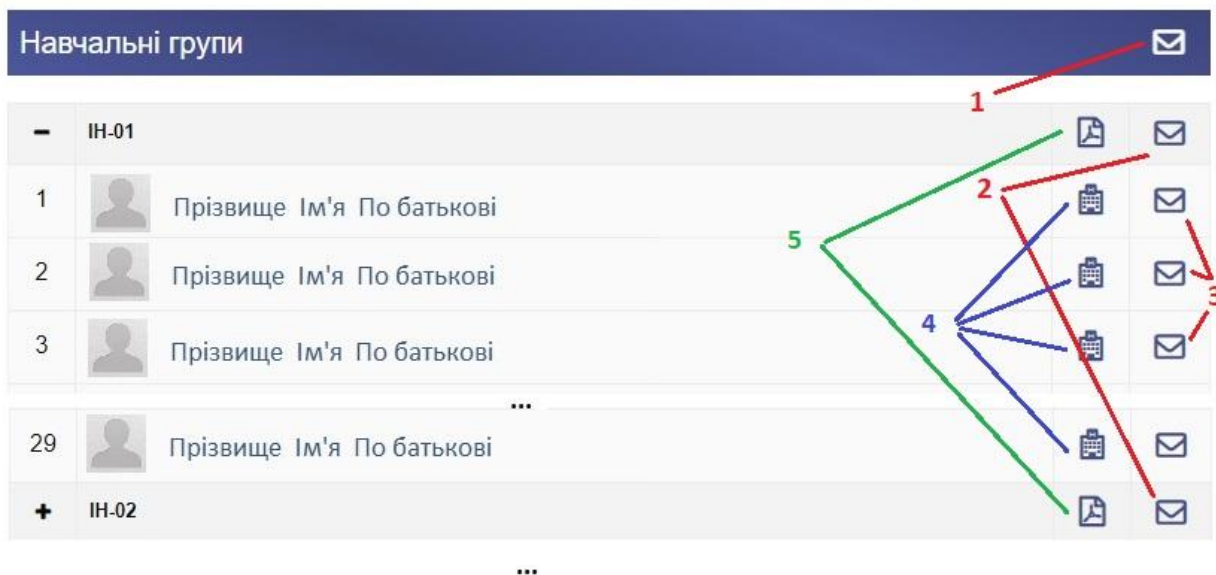 Навчальні групи
1
− ІН-01
2
1 Прізвище Ім'я По батькові
5
3
2 Прізвище Ім'я По батькові
4
3 Прізвище Ім'я По батькові
...
29 Прізвище Ім'я По батькові
+ ІН-02
...